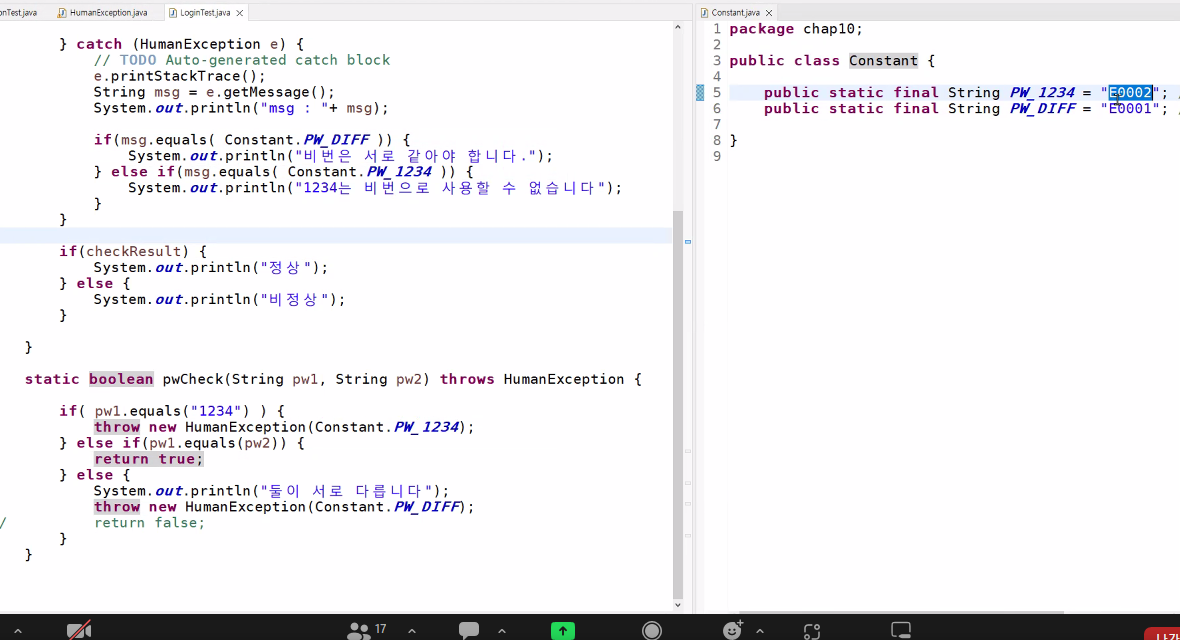 onTest.java HumanException.java LoginTest.java
} catch (HumanException e) {
// TODO Auto-generated catch block
e.printStackTrace();
String msg = e.getMessage();
System.out.println("msg : "+ msg);
if(msg.equals( Constant.PW_DIFF )) {
System.out.println("비번은 서로 같아야 합니다.");
} else if(msg.equals( Constant.PW_1234 )) {
System.out.println("1234는 비번으로 사용할 수 없습니다");
}
}
if(checkResult) {
System.out.println("정상");
} else {
System.out.println("비정상");
}
}
static boolean pwCheck(String pw1, String pw2) throws HumanException {
if( pw1.equals("1234") ) {
throw new HumanException(Constant.PW_1234);
} else if(pw1.equals(pw2)) {
return true;
} else {
System.out.println("둘이 서로 다릅니다");
throw new HumanException(Constant.PW_DIFF);
/ return false;
}
}
Constant.java
1 package chap10;
2
3 public class Constant {
4
5 public static final String PW_1234 = "E0002"; /
6 public static final String PW_DIFF = "E0001"; /
7
8 }
9
17